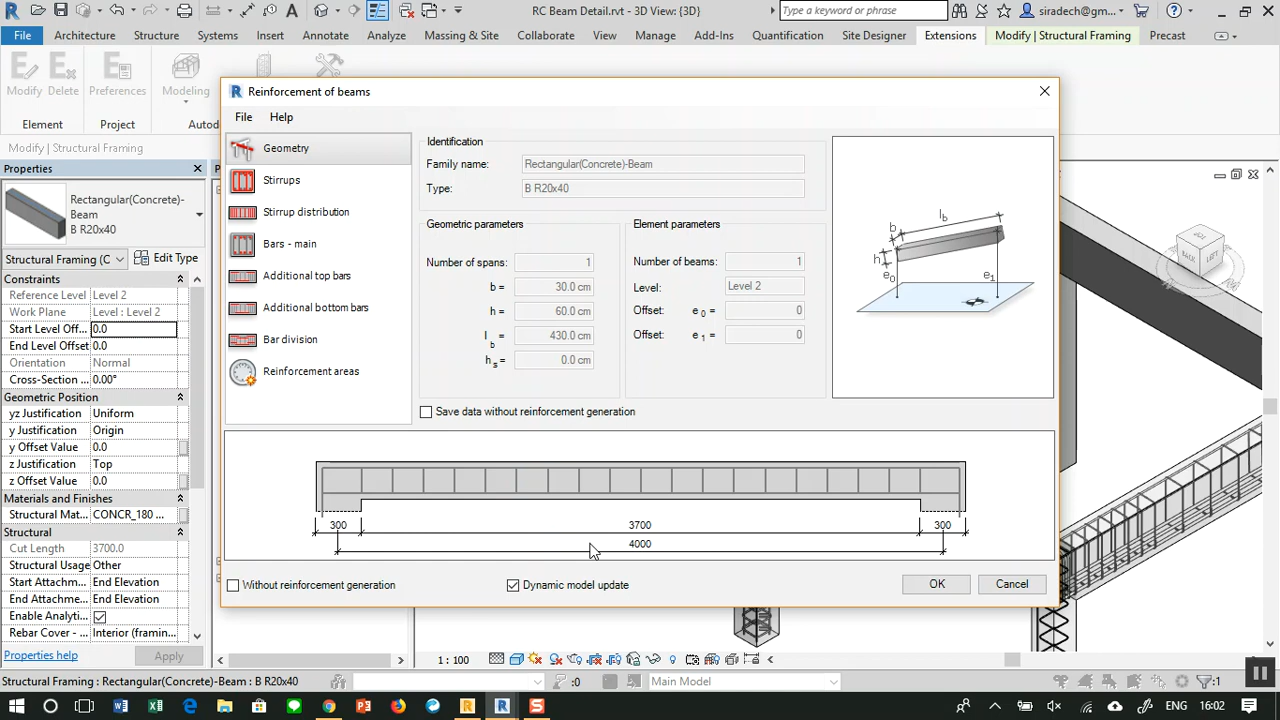 RC Beam Detail.rvt - 3D View: {3D}
Type a keyword or phrase
siradech@gm...
File
Architecture
Structure
Systems
Insert
Annotate
Analyze
Massing & Site
Collaborate
View
Manage
Add-Ins
Quantification
Site Designer
Extensions
Modify | Structural Framing
Precast
Modify Delete
Preferences
Modeling
Element
Project
Autod
Modify | Structural Framing
Properties
Rectangular(Concrete)-
Beam
B R20x40
Structural Framing (C
Edit Type
Constraints
Reference Level Level 2
Work Plane Level : Level 2
Start Level Off... 0.0
End Level Offset 0.0
Orientation Normal
Cross-Section ... 0.00°
Geometric Position
yz Justification Uniform
y Justification Origin
y Offset Value 0.0
z Justification Top
z Offset Value 0.0
Materials and Finishes
Structural Mat... CONCR_180 ...
Structural
Cut Length 3700.0
Structural Usage Other
Start Attachm... End Elevation
End Attachme... End Elevation
Enable Analyti...
Rebar Cover - ... Interior (framin...
Properties help
Apply
Reinforcement of beams
File
Help
Geometry
Stirrups
Stirrup distribution
Bars - main
Additional top bars
Additional bottom bars
Bar division
Reinforcement areas
Identification
Family name: Rectangular(Concrete)-Beam
Type: B R20x40
Geometric parameters
Number of spans: 1
b = 30.0 cm
h = 60.0 cm
l b = 430.0 cm
h s = 0.0 cm
Element parameters
Number of beams: 1
Level: Level 2
Offset: e 0 = 0
Offset: e 1 = 0
lb
b
h
e0
e1
Save data without reinforcement generation
300
3700
300
4000
Without reinforcement generation
Dynamic model update
OK
Cancel
BACK
LEFT
1 : 100
Structural Framing : Rectangular(Concrete)-Beam : B R20x40
:0
Main Model
:1
ENG
16:02